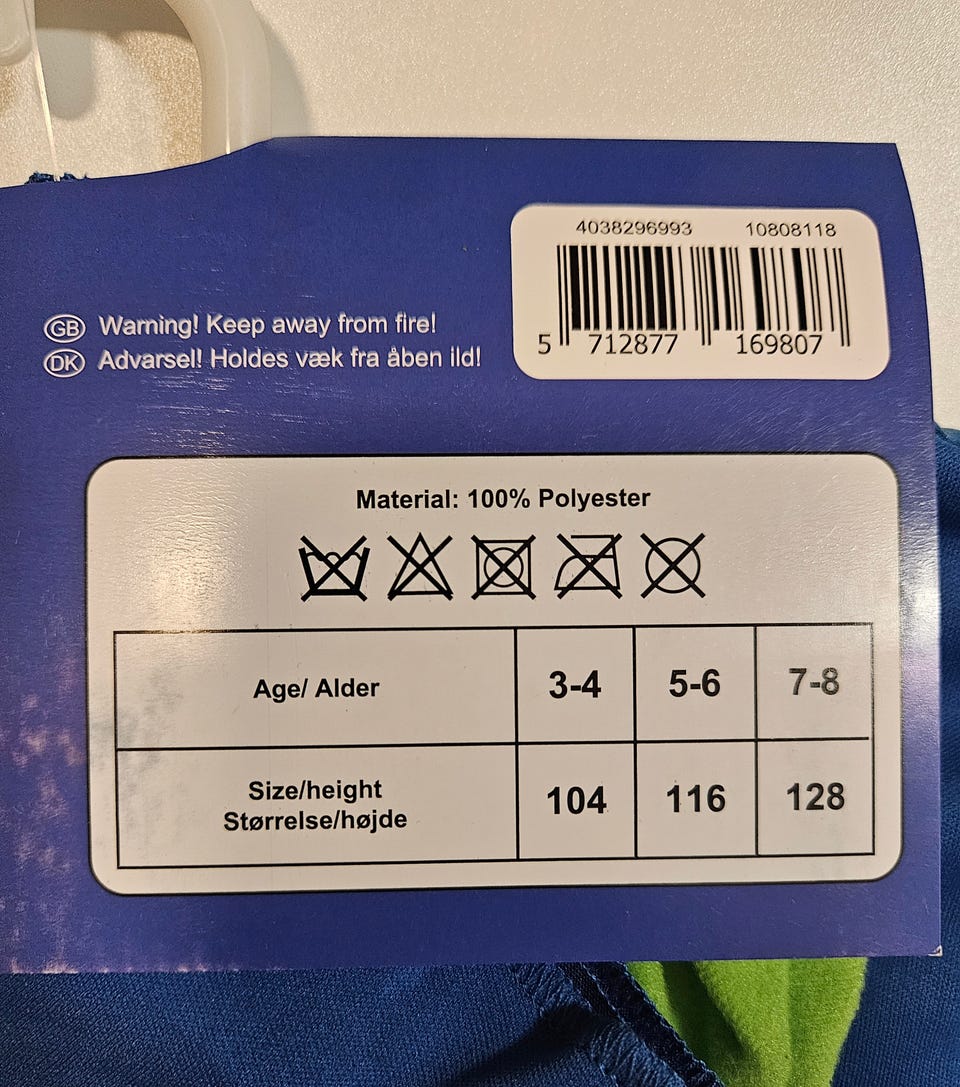 4038296993 10808118
5 712877 169807
GB Warning! Keep away from fire!
DK Advarsel! Holdes væk fra åben ild!
Material: 100% Polyester
Age/ Alder 3-4 5-6 7-8
Size/height
Størrelse/højde 104 116 128